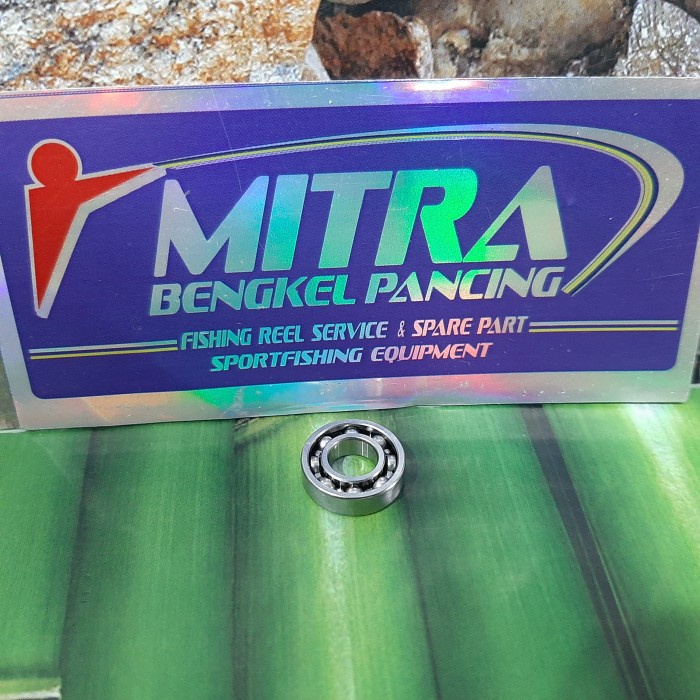 MITRA
BENGKEL PANCING
FISHING REEL SERVICE & SPARE PART
SPORTFISHING EQUIPMENT